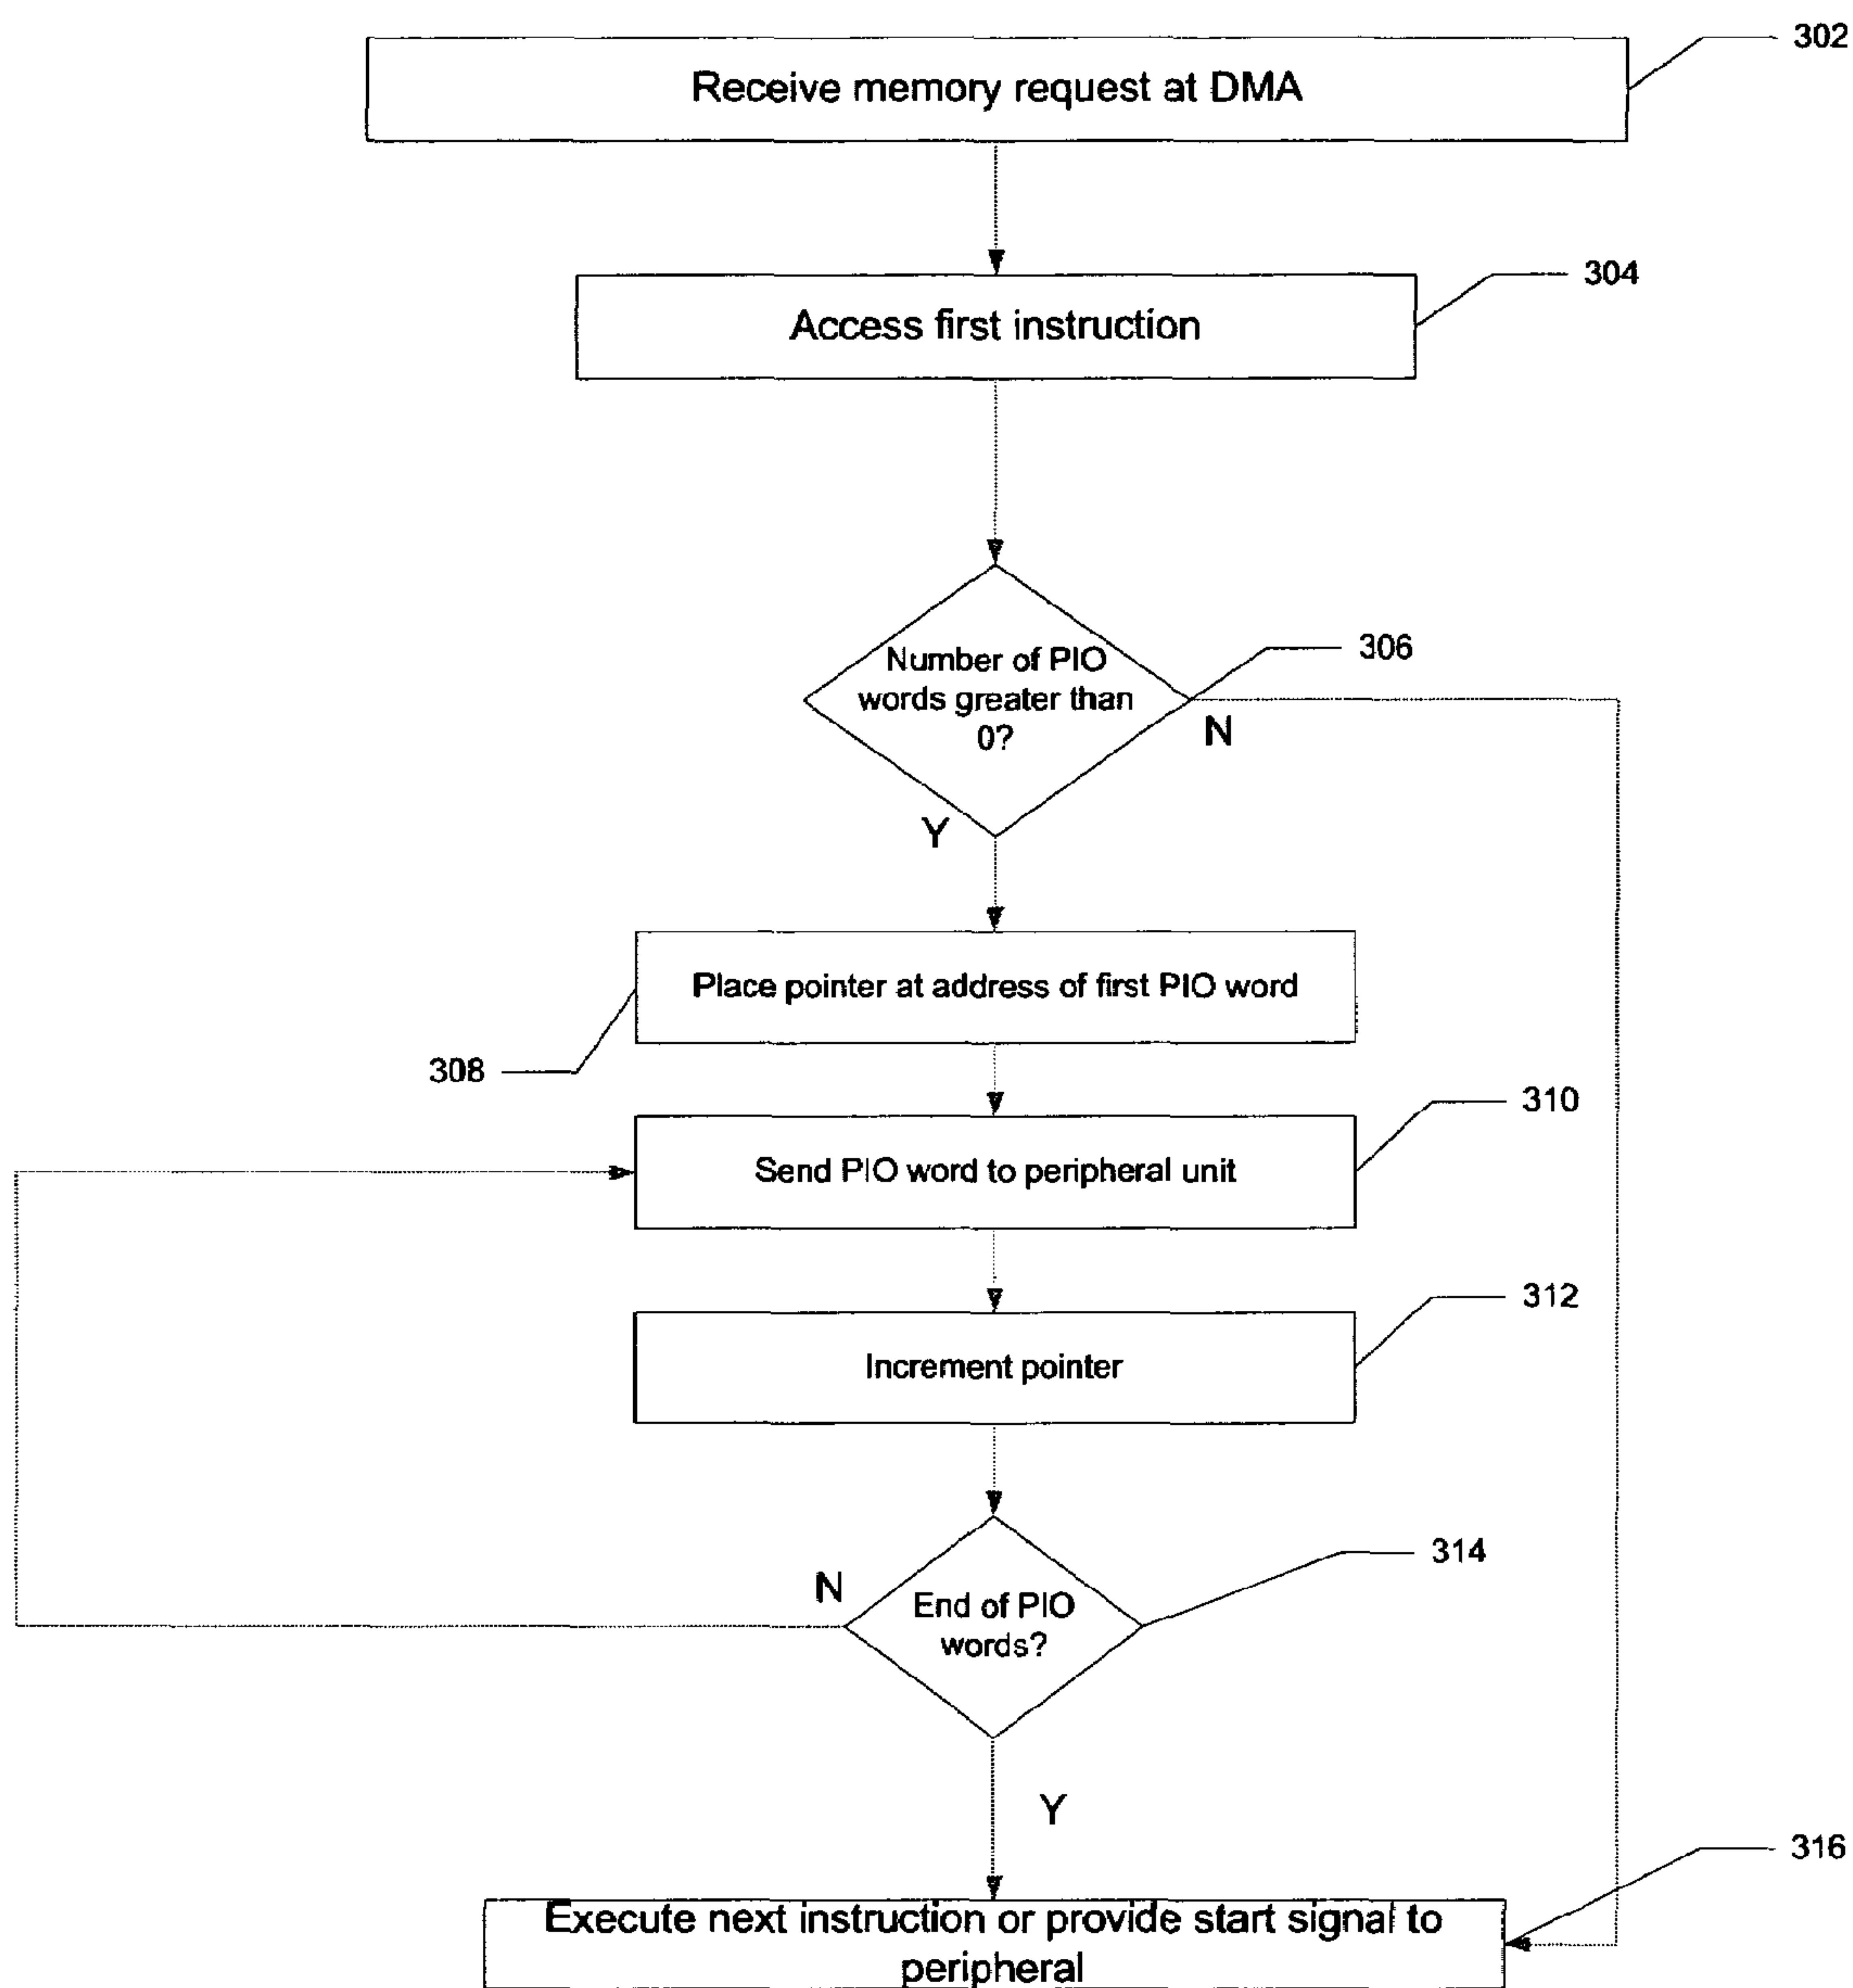 302
Receive memory request at DMA
304
Access first instruction
306
Number of PIO
words greater than
0?
N
Y
Place pointer at address of first PIO word
308
310
Send PIO word to peripheral unit
312
Increment pointer
314
N
End of PIO
words?
Y
316
Execute next instruction or provide start signal to
peripheral